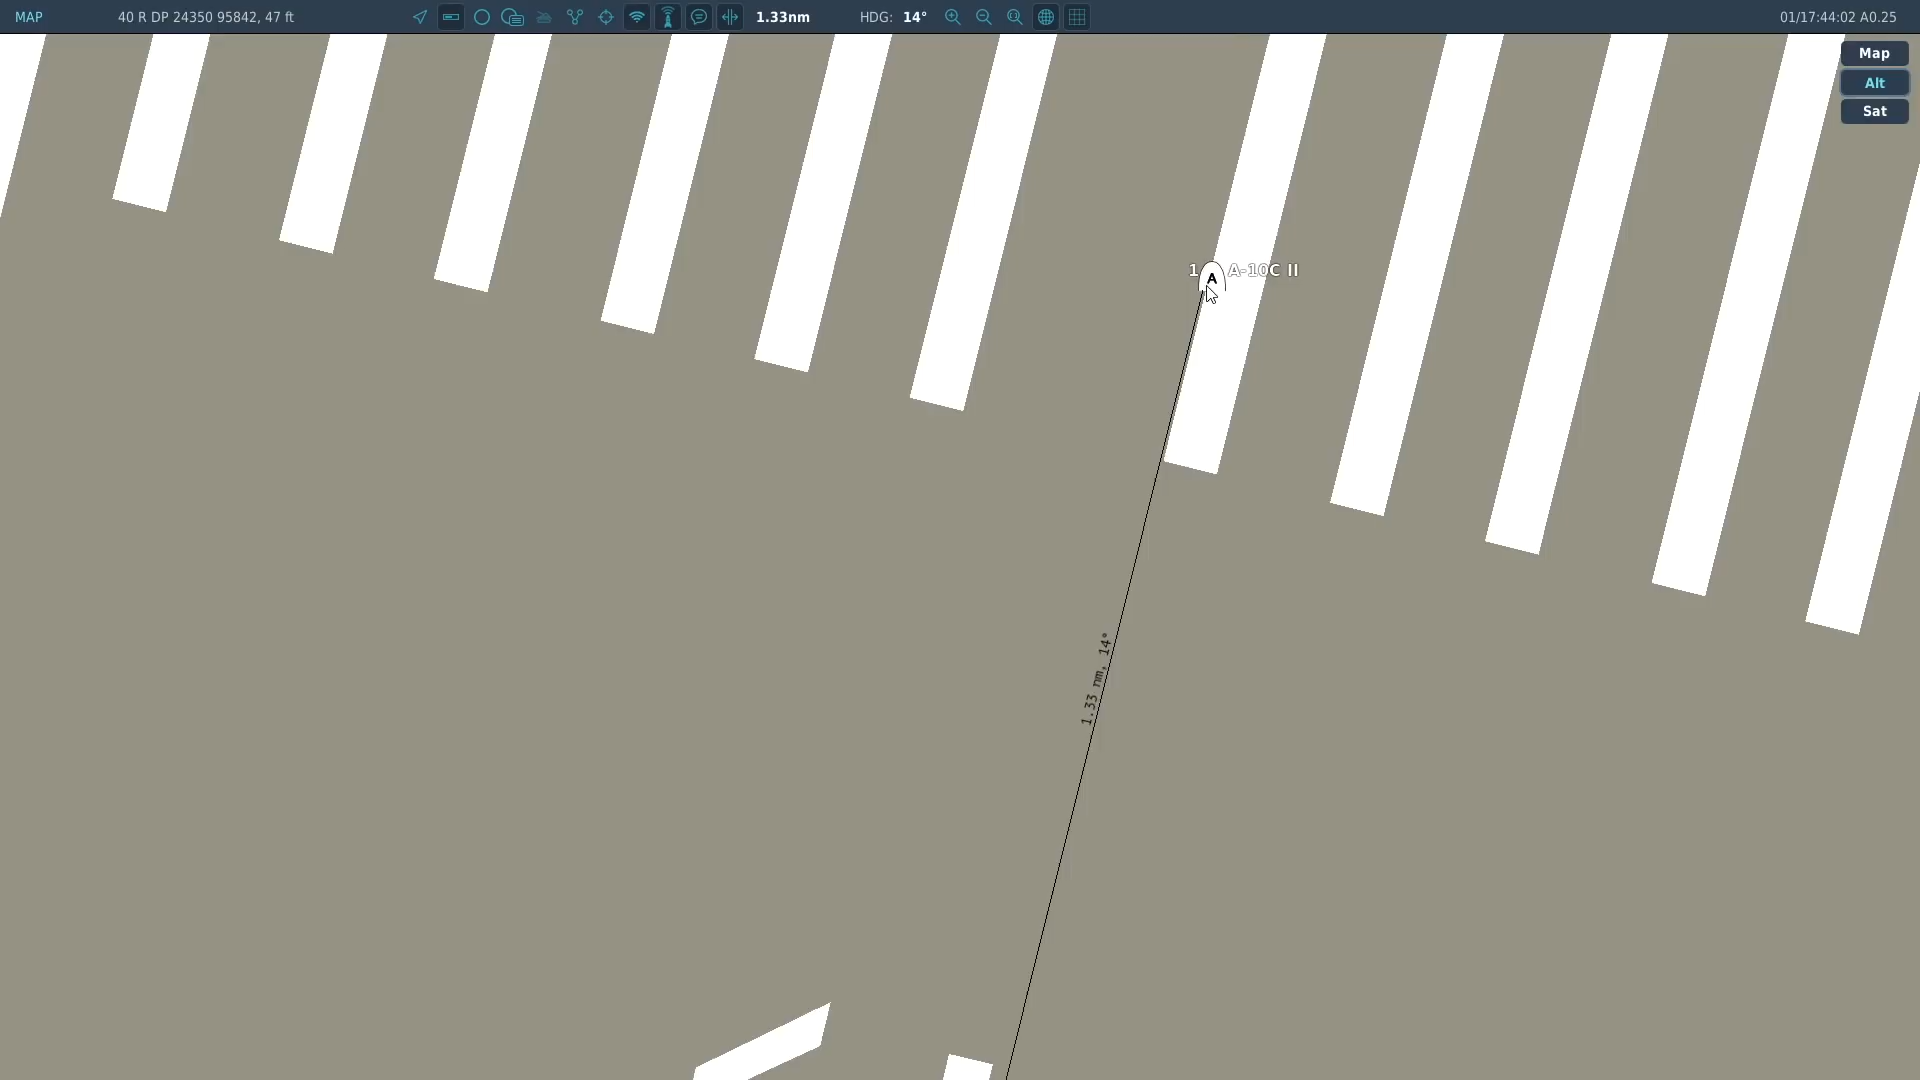 MAP 40 R DP 24350 95842, 47 ft 1.33nm HDG: 14° 01/17:44:02 A0.25
Map
Alt
Sat
1 A A-10C II
1.33 nm, 14°